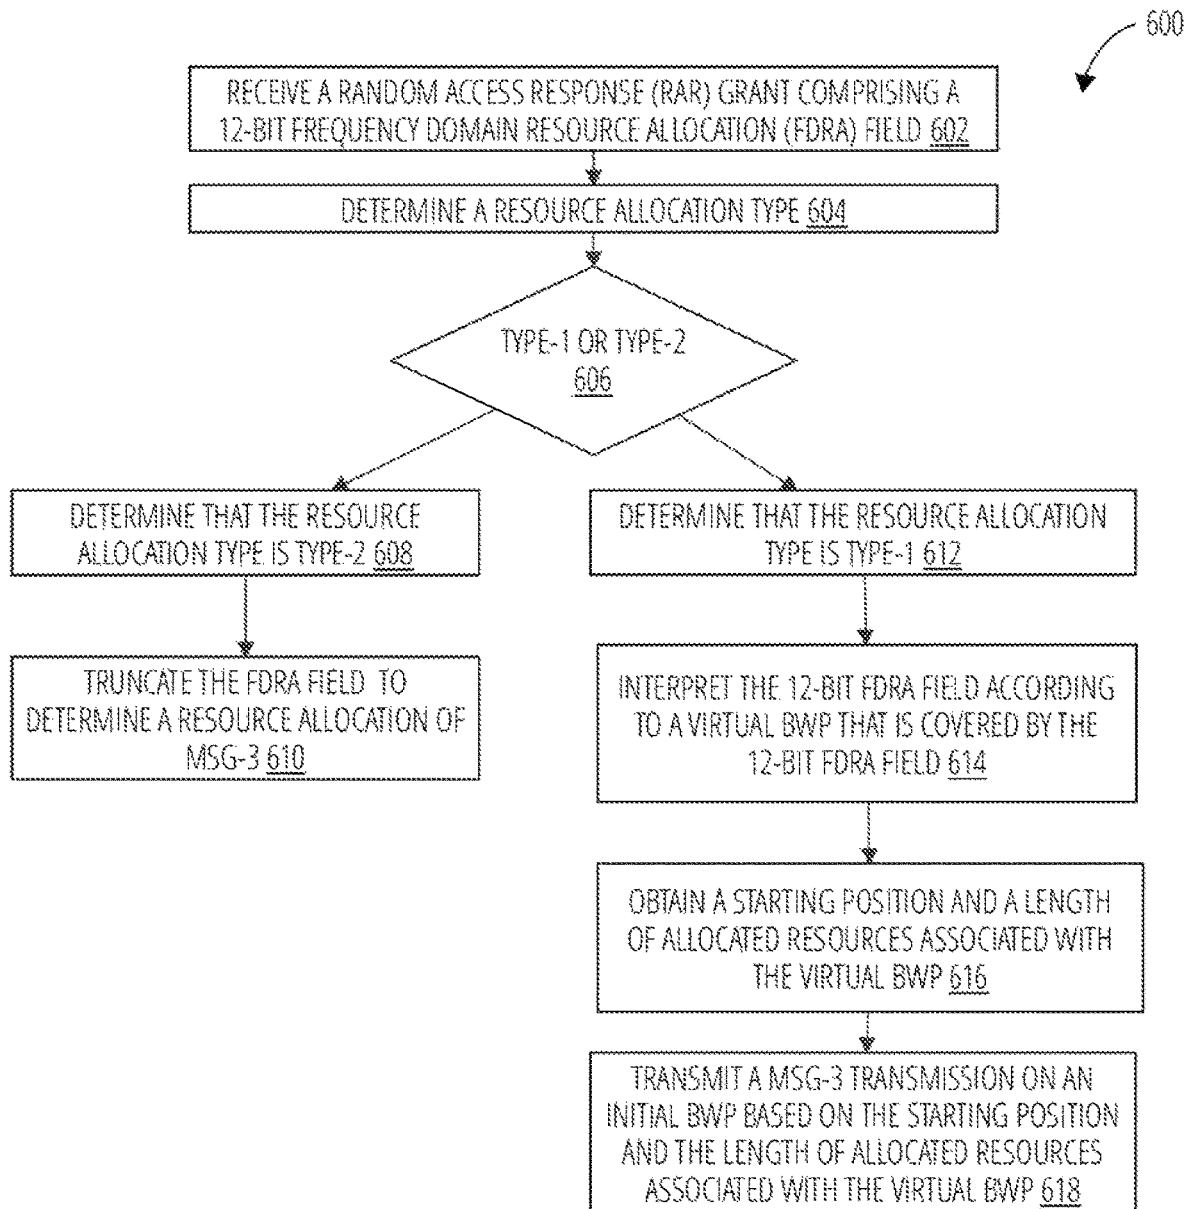 600
RECEIVE A RANDOM ACCESS RESPONSE (RAR) GRANT COMPRISING A
12-BIT FREQUENCY DOMAIN RESOURCE ALLOCATION (FDRA) FIELD 602
DETERMINE A RESOURCE ALLOCATION TYPE 604
TYPE-1 OR TYPE-2
606
DETERMINE THAT THE RESOURCE
ALLOCATION TYPE IS TYPE-2 608
TRUNCATE THE FDRA FIELD TO
DETERMINE A RESOURCE ALLOCATION OF
MSG-3 610
DETERMINE THAT THE RESOURCE ALLOCATION
TYPE IS TYPE-1 612
INTERPRET THE 12-BIT FDRA FIELD ACCORDING
TO A VIRTUAL BWP THAT IS COVERED BY THE
12-BIT FDRA FIELD 614
OBTAIN A STARTING POSITION AND A LENGTH
OF ALLOCATED RESOURCES ASSOCIATED WITH
THE VIRTUAL BWP 616
TRANSMIT A MSG-3 TRANSMISSION ON AN
INITIAL BWP BASED ON THE STARTING POSITION
AND THE LENGTH OF ALLOCATED RESOURCES
ASSOCIATED WITH THE VIRTUAL BWP 618